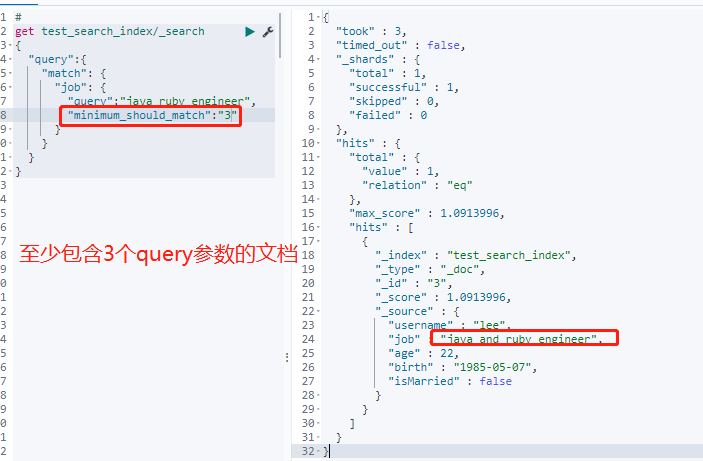 1 #
2 get test_search_index/_search
3 {
4 "query":{
5 "match": {
6 "job": {
7 "query":"java ruby engineer",
8 "minimum_should_match":"3"
9 }
0 }
1 }
2 }
3
4
5
6
7
8
9
0
1
2
3
4
5
6
7
8
9
0
1
2
至少包含3个query参数的文档
1 {
2 "took" : 3,
3 "timed_out" : false,
4 "_shards" : {
5 "total" : 1,
6 "successful" : 1,
7 "skipped" : 0,
8 "failed" : 0
9 },
10 "hits" : {
11 "total" : {
12 "value" : 1,
13 "relation" : "eq"
14 },
15 "max_score" : 1.0913996,
16 "hits" : [
17 {
18 "_index" : "test_search_index",
19 "_type" : "_doc",
20 "_id" : "3",
21 "_score" : 1.0913996,
22 "_source" : {
23 "username" : "lee",
24 "job" : "java and ruby engineer",
25 "age" : 22,
26 "birth" : "1985-05-07",
27 "isMarried" : false
28 }
29 }
30 ]
31 }
32 }